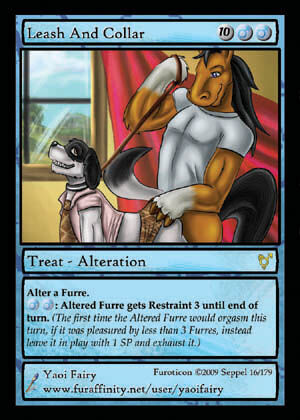 Leash And Collar 10
Treat - Alteration
Alter a Furre.
: Altered Furre gets Restraint 3 until end of
turn. (The first time the Altered Furre would orgasm this
turn, if it was pleasured by less than 3 Furres, instead
leave it in play with 1 SP and exhaust it.)
Yao​i Fairy Furoticon ©2009 Seppel 16/179
www.furaffinity.net/user/yaoifairy